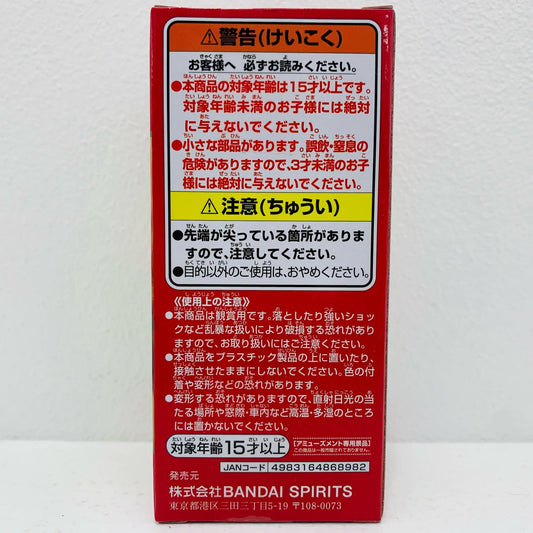 ⚠警告(けいこく)
お客様へ 必ずお読みください。
●本商品の対象年齢は15才以上です。
対象年齢未満のお子様には絶対
に与えないでください。
●小さな部品があります。誤飲・窒息の
危険がありますので、3才未満のお子
様には絶対に与えないでください。
⚠注意(ちゅうい)
●先端が尖っている箇所がありま
すので、注意してください。
●目的以外のご使用は、おやめください。
《使用上の注意》
●本商品は観賞用です。落としたり強いショッ
クなど乱暴な扱いにより破損する恐れがあり
ますので、お取り扱いにはご注意ください。
●本商品をプラスチック製品の上に置いたり、
接触させたままにしないでください。色の付
着や変形などの恐れがあります。
●変形する恐れがありますので、直射日光の当
たる場所や窓際・車内など高温・多湿のところ
には置かないでください。
対象年齢15才以上
【アミューズメント専用景品】
この商品は一般市販されておりません。
JANコード 4983164868982
発売元
株式会社BANDAI SPIRITS
東京都港区三田三丁目5-19 〒108-0073